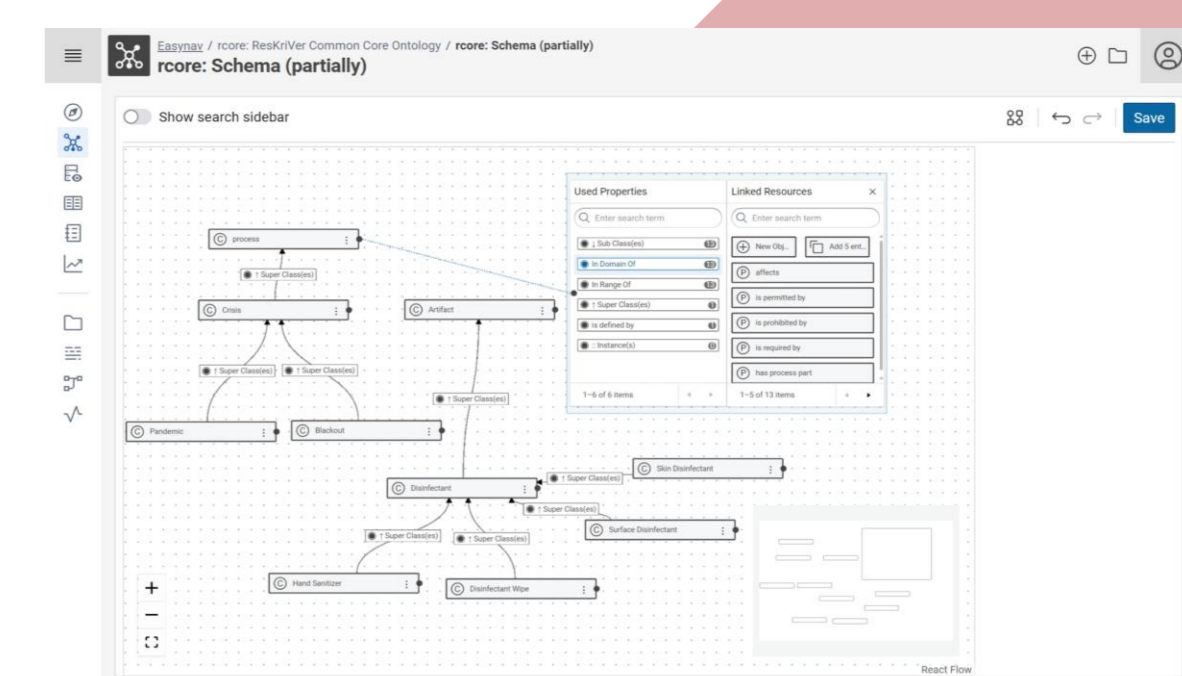 Easynav / rcore: ResKriVer Common Core Ontology / rcore: Schema (partially)
rcore: Schema (partially)
Show search sidebar
Save
Used Properties
Linked Resources
Enter search term
Enter search term
↓ Sub Class(es)
In Domain Of
In Range Of
↑ Super Class(es)
is defined by
:: Instance(s)
1–6 of 6 items
New Obj...
Add 5 ent...
affects
is permitted by
is prohibited by
is required by
has process part
1–5 of 13 items
process
↑ Super Class(es)
Crisis
Artifact
↑ Super Class(es)
↑ Super Class(es)
↑ Super Class(es)
Pandemic
Blackout
Skin Disinfectant
↑ Super Class(es)
Disinfectant
↑ Super Class(es)
Surface Disinfectant
↑ Super Class(es)
↑ Super Class(es)
Hand Sanitizer
Disinfectant Wipe
React Flow